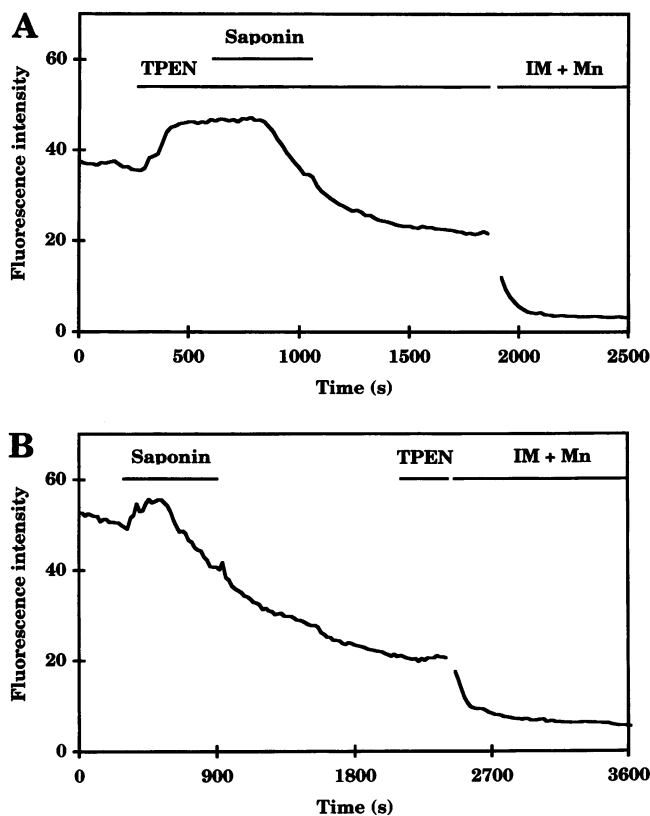 A
Saponin
TPEN
IM + Mn
60
40
20
0
Fluorescence intensity
0 500 1000 1500 2000 2500
Time (s)
B
Saponin
TPEN
IM + Mn
60
40
20
0
Fluorescence intensity
0 900 1800 2700 3600
Time (s)